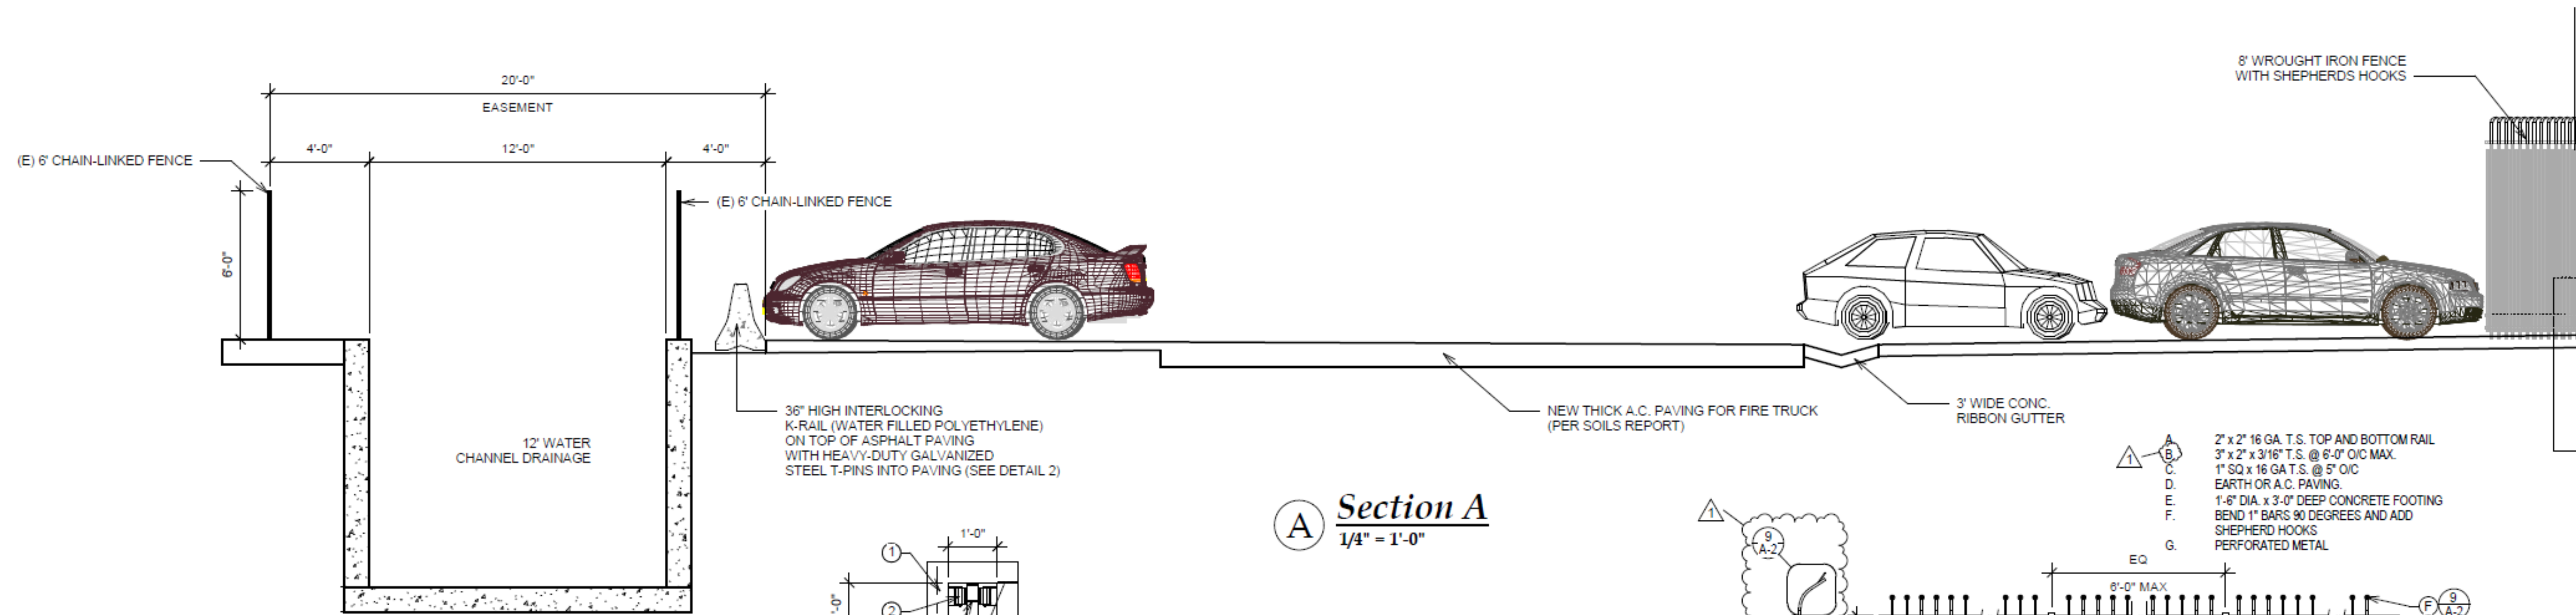 20'-0"
EASEMENT
4'-0"
12'-0"
4'-0"
(E) 6' CHAIN-LINKED FENCE
(E) 6' CHAIN-LINKED FENCE
6'-0"
8' WROUGHT IRON FENCE
WITH SHEPHERDS HOOKS
12' WATER
CHANNEL DRAINAGE
36" HIGH INTERLOCKING
K-RAIL (WATER FILLED POLYETHYLENE)
ON TOP OF ASPHALT PAVING
WITH HEAVY-DUTY GALVANIZED
STEEL T-PINS INTO PAVING (SEE DETAIL 2)
NEW THICK A.C. PAVING FOR FIRE TRUCK
(PER SOILS REPORT)
3' WIDE CONC.
RIBBON GUTTER
A Section A
1/4" = 1'-0"
1
A. 2" x 2" 16 GA. T.S. TOP AND BOTTOM RAIL
B. 3" x 2" x 3/16" T.S. @ 6'-0" O/C MAX.
C. 1" SQ x 16 GA T.S. @ 5" O/C
D. EARTH OR A.C. PAVING.
E. 1'-6" DIA. x 3'-0" DEEP CONCRETE FOOTING
F. BEND 1" BARS 90 DEGREES AND ADD
SHEPHERD HOOKS
G. PERFORATED METAL
1'-0"
1
2
-0"
1
9
A-2
EQ
6'-0" MAX
F
9
A-2